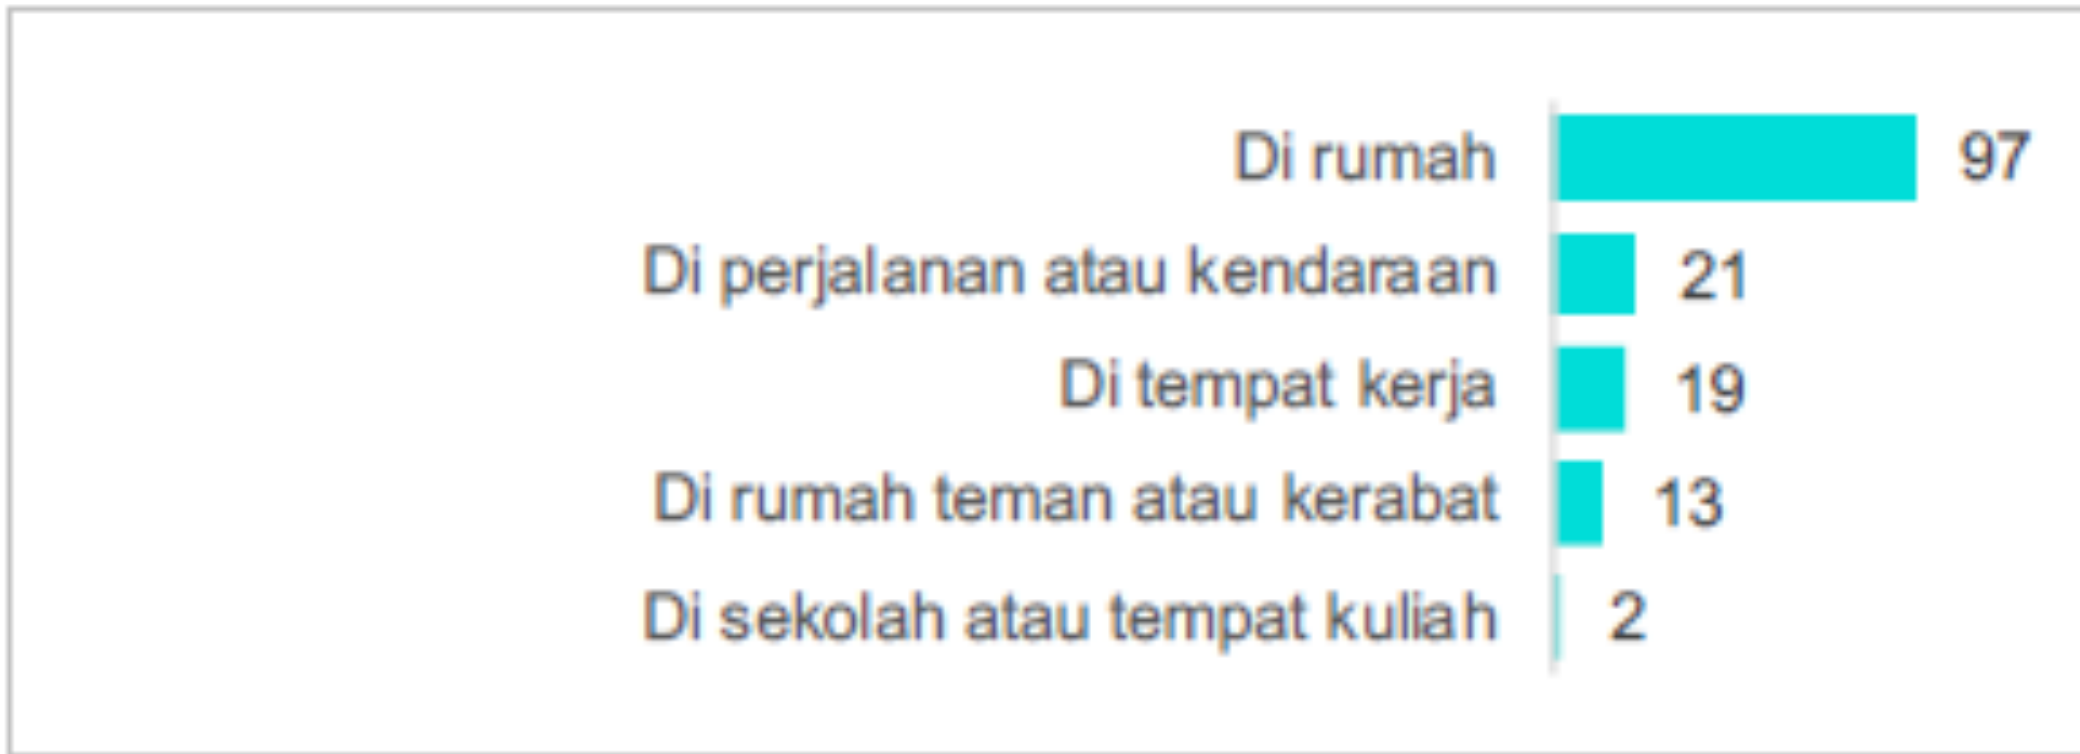 Di rumah 97
Di perjalanan atau kendaraan 21
Di tempat kerja 19
Di rumah teman atau kerabat 13
Di sekolah atau tempat kuliah 2